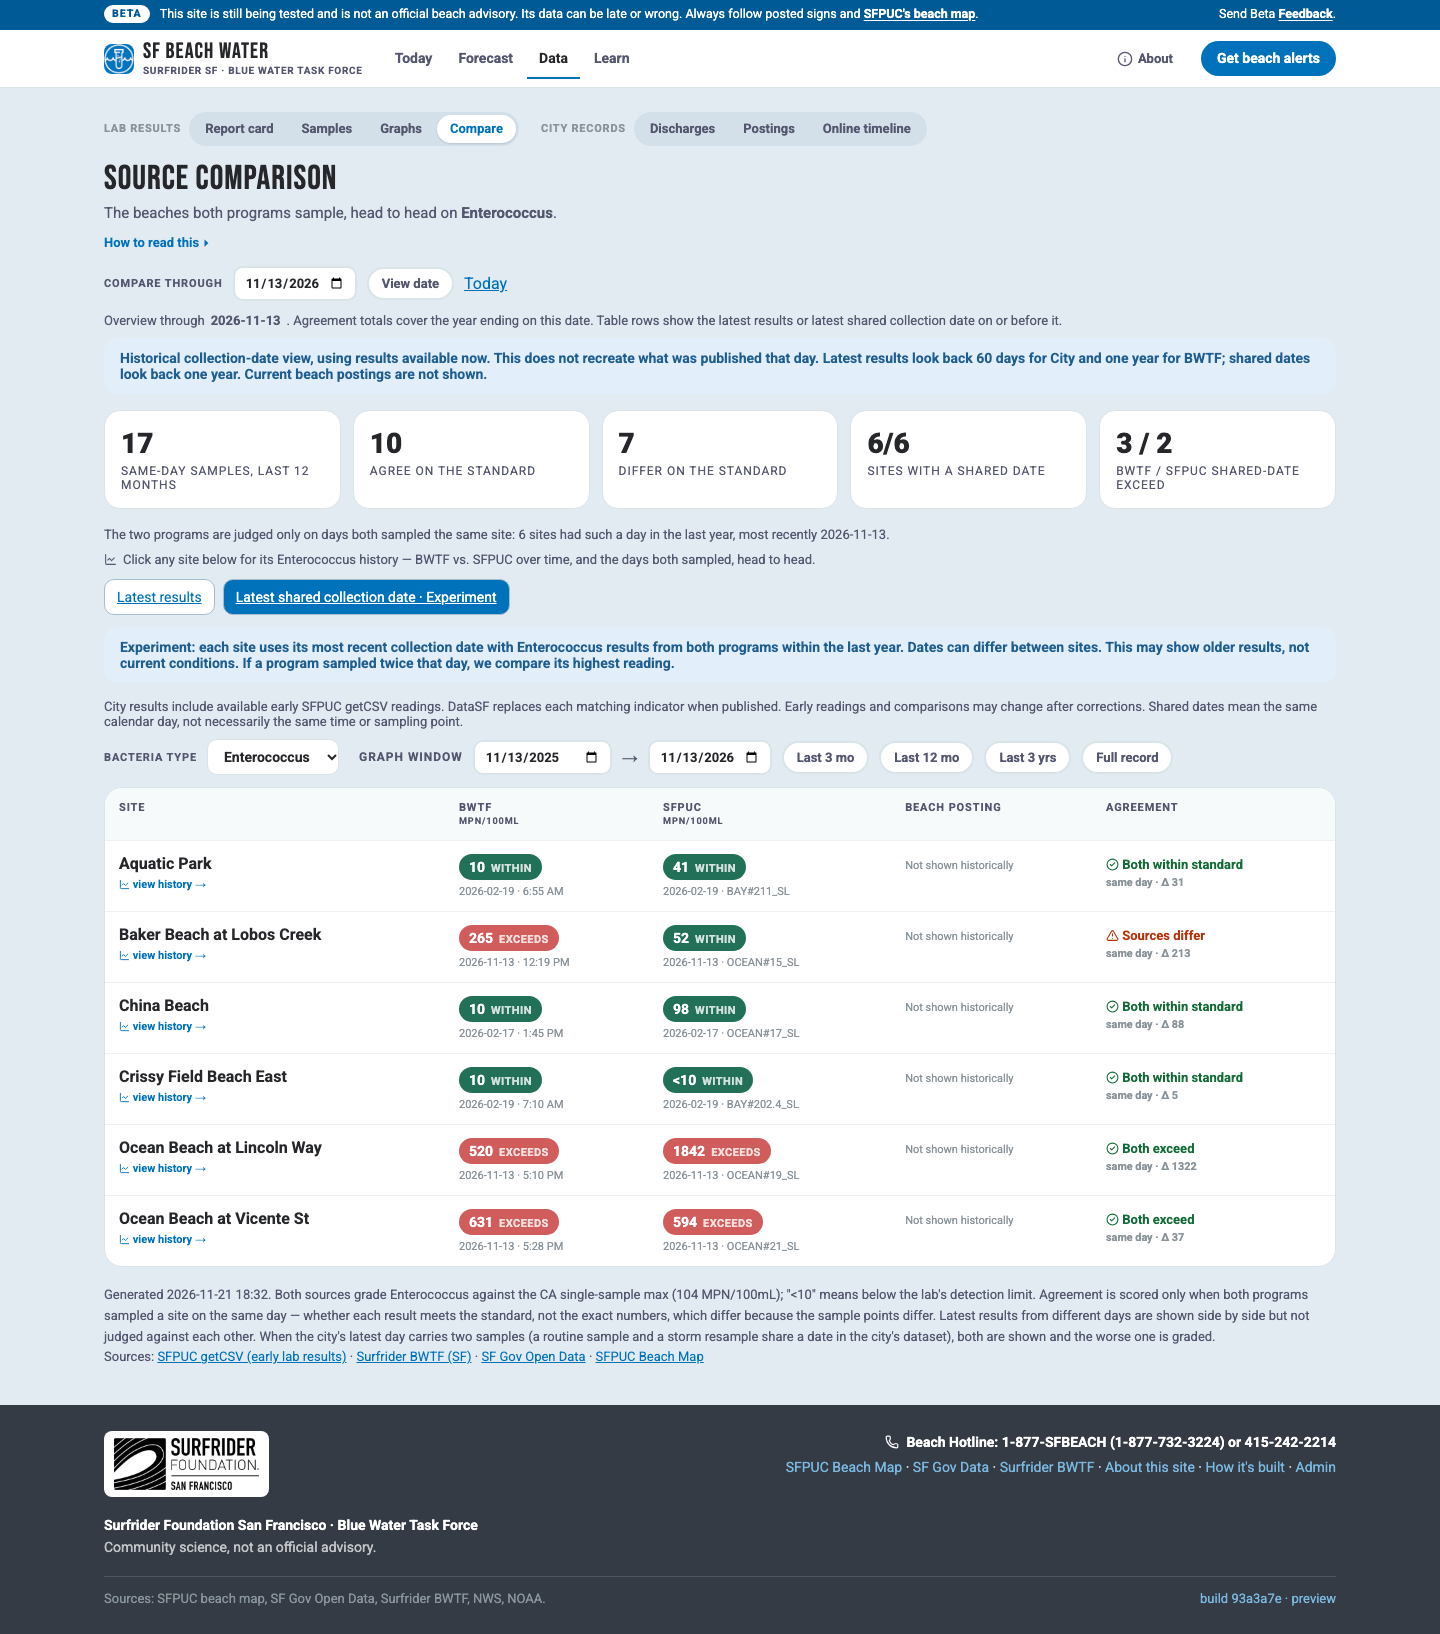 BETA This site is still being tested and is not an official beach advisory. Its data can be late or wrong. Always follow posted signs and SFPUC's beach map. Send Beta Feedback.
SF BEACH WATER
SURFRIDER SF · BLUE WATER TASK FORCE
Today Forecast Data Learn About Get beach alerts
LAB RESULTS Report card Samples Graphs Compare CITY RECORDS Discharges Postings Online timeline
SOURCE COMPARISON
The beaches both programs sample, head to head on Enterococcus.
How to read this
COMPARE THROUGH 11/13/2026 View date Today
Overview through 2026-11-13 . Agreement totals cover the year ending on this date. Table rows show the latest results or latest shared collection date on or before it.
Historical collection-date view, using results available now. This does not recreate what was published that day. Latest results look back 60 days for City and one year for BWTF; shared dates
look back one year. Current beach postings are not shown.
17
SAME-DAY SAMPLES, LAST 12
MONTHS
10
AGREE ON THE STANDARD
7
DIFFER ON THE STANDARD
6/6
SITES WITH A SHARED DATE
3 / 2
BWTF / SFPUC SHARED-DATE
EXCEED
The two programs are judged only on days both sampled the same site: 6 sites had such a day in the last year, most recently 2026-11-13.
Click any site below for its Enterococcus history — BWTF vs. SFPUC over time, and the days both sampled, head to head.
Latest results Latest shared collection date · Experiment
Experiment: each site uses its most recent collection date with Enterococcus results from both programs within the last year. Dates can differ between sites. This may show older results, not
current conditions. If a program sampled twice that day, we compare its highest reading.
City results include available early SFPUC getCSV readings. DataSF replaces each matching indicator when published. Early readings and comparisons may change after corrections. Shared dates mean the same
calendar day, not necessarily the same time or sampling point.
BACTERIA TYPE Enterococcus GRAPH WINDOW 11/13/2025 → 11/13/2026 Last 3 mo Last 12 mo Last 3 yrs Full record
SITE BWTF SFPUC BEACH POSTING AGREEMENT
MPN/100ML MPN/100ML
Aquatic Park 10 WITHIN 41 WITHIN Not shown historically Both within standard
view history → 2026-02-19 · 6:55 AM 2026-02-19 · BAY#211_SL same day · Δ 31
Baker Beach at Lobos Creek 265 EXCEEDS 52 WITHIN Not shown historically Sources differ
view history → 2026-11-13 · 12:19 PM 2026-11-13 · OCEAN#15_SL same day · Δ 213
China Beach 10 WITHIN 98 WITHIN Not shown historically Both within standard
view history → 2026-02-17 · 1:45 PM 2026-02-17 · OCEAN#17_SL same day · Δ 88
Crissy Field Beach East 10 WITHIN <10 WITHIN Not shown historically Both within standard
view history → 2026-02-19 · 7:10 AM 2026-02-19 · BAY#202.4_SL same day · Δ 5
Ocean Beach at Lincoln Way 520 EXCEEDS 1842 EXCEEDS Not shown historically Both exceed
view history → 2026-11-13 · 5:10 PM 2026-11-13 · OCEAN#19_SL same day · Δ 1322
Ocean Beach at Vicente St 631 EXCEEDS 594 EXCEEDS Not shown historically Both exceed
view history → 2026-11-13 · 5:28 PM 2026-11-13 · OCEAN#21_SL same day · Δ 37
Generated 2026-11-21 18:32. Both sources grade Enterococcus against the CA single-sample max (104 MPN/100mL); "<10" means below the lab's detection limit. Agreement is scored only when both programs
sampled a site on the same day — whether each result meets the standard, not the exact numbers, which differ because the sample points differ. Latest results from different days are shown side by side but not
judged against each other. When the city's latest day carries two samples (a routine sample and a storm resample share a date in the city's dataset), both are shown and the worse one is graded.
Sources: SFPUC getCSV (early lab results) · Surfrider BWTF (SF) · SF Gov Open Data · SFPUC Beach Map
SURFRIDER
FOUNDATION.
SAN FRANCISCO
Beach Hotline: 1-877-SFBEACH (1-877-732-3224) or 415-242-2214
SFPUC Beach Map · SF Gov Data · Surfrider BWTF · About this site · How it's built · Admin
Surfrider Foundation San Francisco · Blue Water Task Force
Community science, not an official advisory.
Sources: SFPUC beach map, SF Gov Open Data, Surfrider BWTF, NWS, NOAA. build 93a3a7e · preview